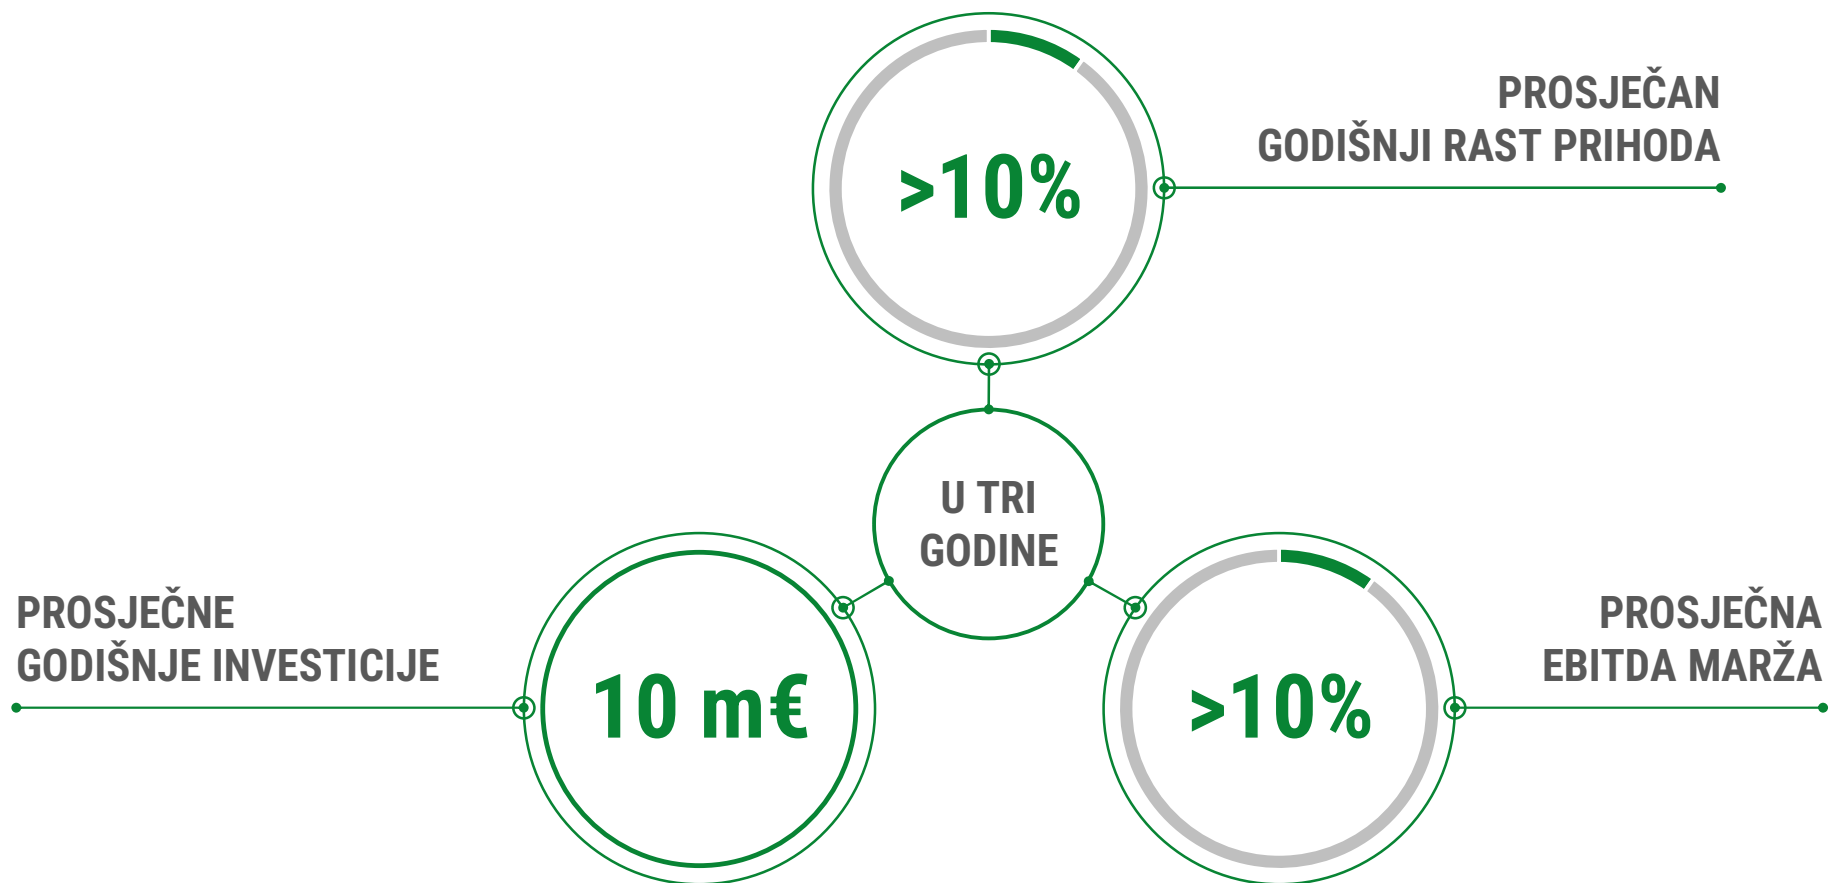 >10%
PROSJEČAN
GODIŠNJI RAST PRIHODA
U TRI
GODINE
PROSJEČNE
GODIŠNJE INVESTICIJE
10 m€
>10%
PROSJEČNA
EBITDA MARŽA